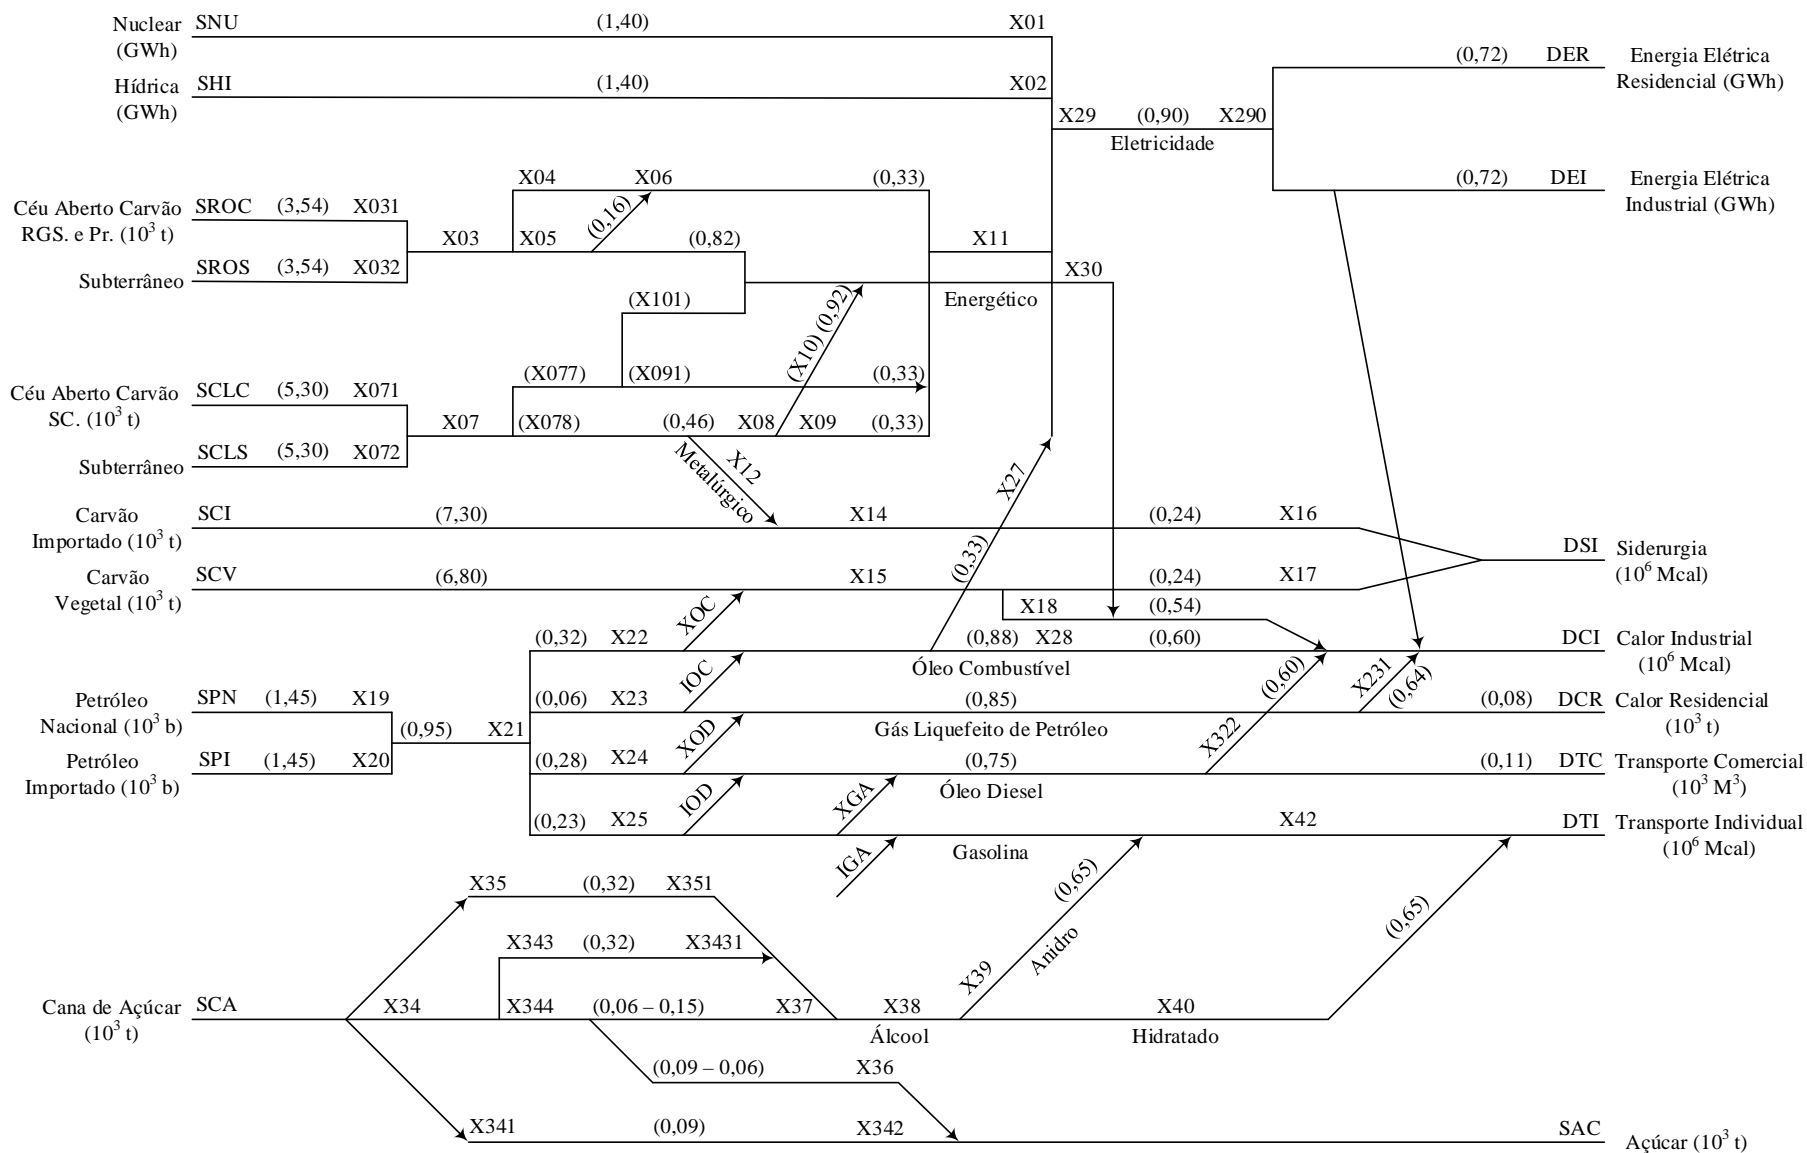 Nuclear
(GWh)
SNU
(1,40)
X01
Hídrica
(GWh)
SHI
(1,40)
X02
X29
(0,90)
X290
Eletricidade
(0,72)
DER
Energia Elétrica
Residencial (GWh)
(0,72)
DEI
Energia Elétrica
Industrial (GWh)
Céu Aberto Carvão
RGS. e Pr. (10³ t)
SROC
(3,54)
X031
Subterrâneo
SROS
(3,54)
X032
X03
X04
X06
(0,33)
(0,16)
X05
(0,82)
X11
X30
(X101)
(X10) (0,92)
Energético
Céu Aberto Carvão
SC. (10³ t)
SCLC
(5,30)
X071
Subterrâneo
SCLS
(5,30)
X072
X07
(X077)
(X091)
(0,33)
(X078)
(0,46)
X08
X09
(0,33)
X12
Metalúrgico
X27
(0,33)
Carvão
Importado (10³ t)
SCI
(7,30)
X14
(0,24)
X16
Carvão
Vegetal (10³ t)
SCV
(6,80)
X15
(0,24)
X17
DSI
Siderurgia
(10⁶ Mcal)
X18
(0,54)
(0,32)
X22
XOC
(0,88)
X28
(0,60)
Óleo Combustível
DCI
Calor Industrial
(10⁶ Mcal)
IOC
(0,60)
X322
X231
(0,64)
Petróleo
Nacional (10³ b)
SPN
(1,45)
X19
Petróleo
Importado (10³ b)
SPI
(1,45)
X20
(0,95)
X21
(0,06)
X23
(0,85)
Gás Liquefeito de Petróleo
(0,08)
DCR
Calor Residencial
(10³ t)
XOD
(0,28)
X24
(0,75)
Óleo Diesel
(0,11)
DTC
Transporte Comercial
(10³ M³)
IOD
XGA
(0,23)
X25
Gasolina
X42
DTI
Transporte Individual
(10⁶ Mcal)
IGA
X35
(0,32)
X351
X343
(0,32)
X3431
Cana de Açúcar
(10³ t)
SCA
X34
X344
(0,06 – 0,15)
X37
X38
Álcool
X39
Anidro
(0,65)
X40
Hidratado
(0,65)
(0,09 – 0,06)
X36
X341
(0,09)
X342
SAC
Açúcar (10³ t)